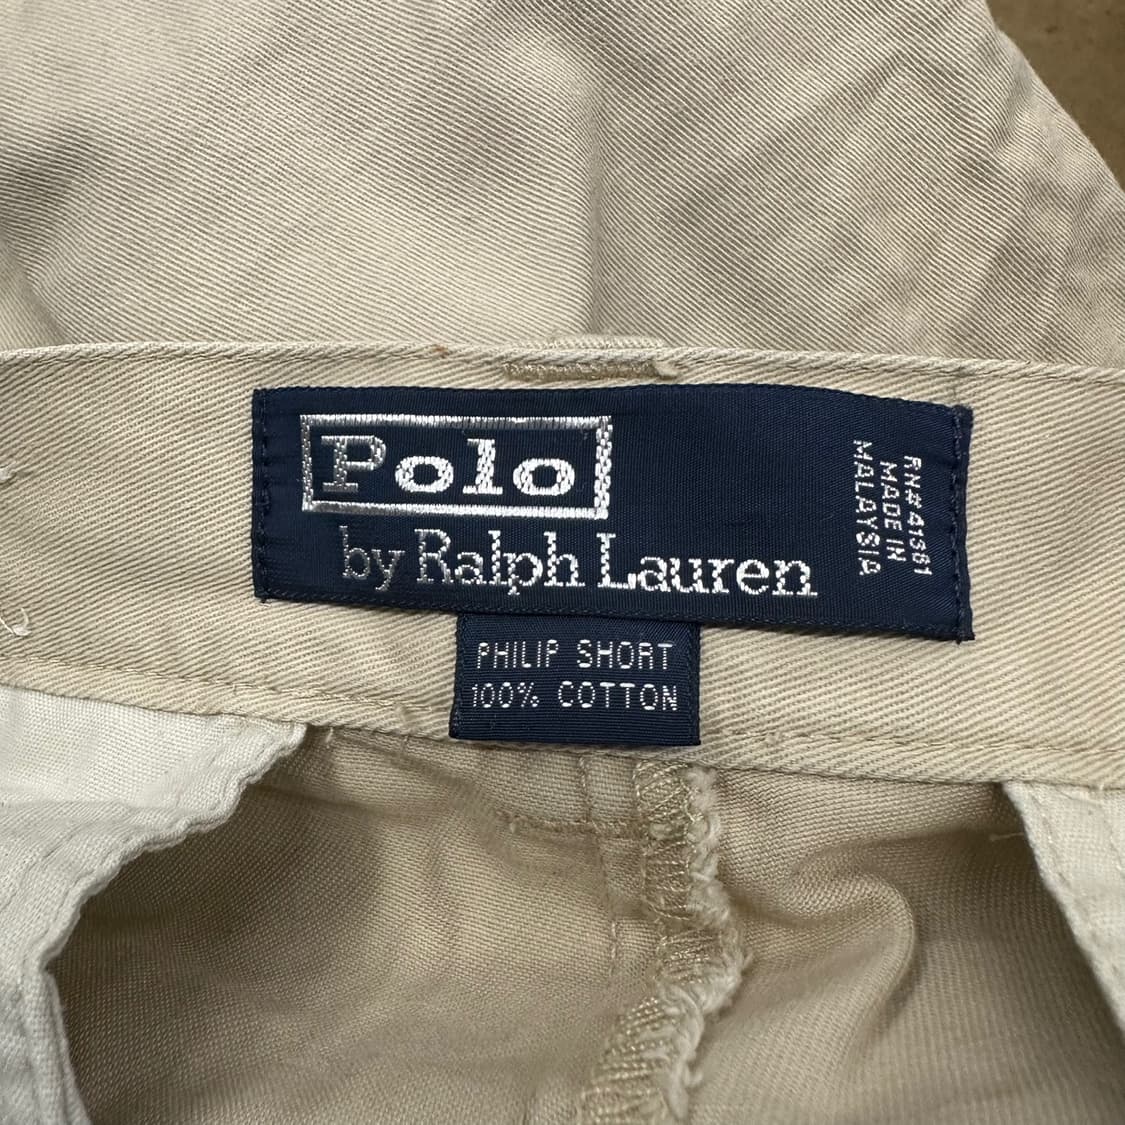 Polo
by Ralph Lauren
RN#41381
MADE IN
MALAYSIA
PHILIP SHORT
100% COTTON